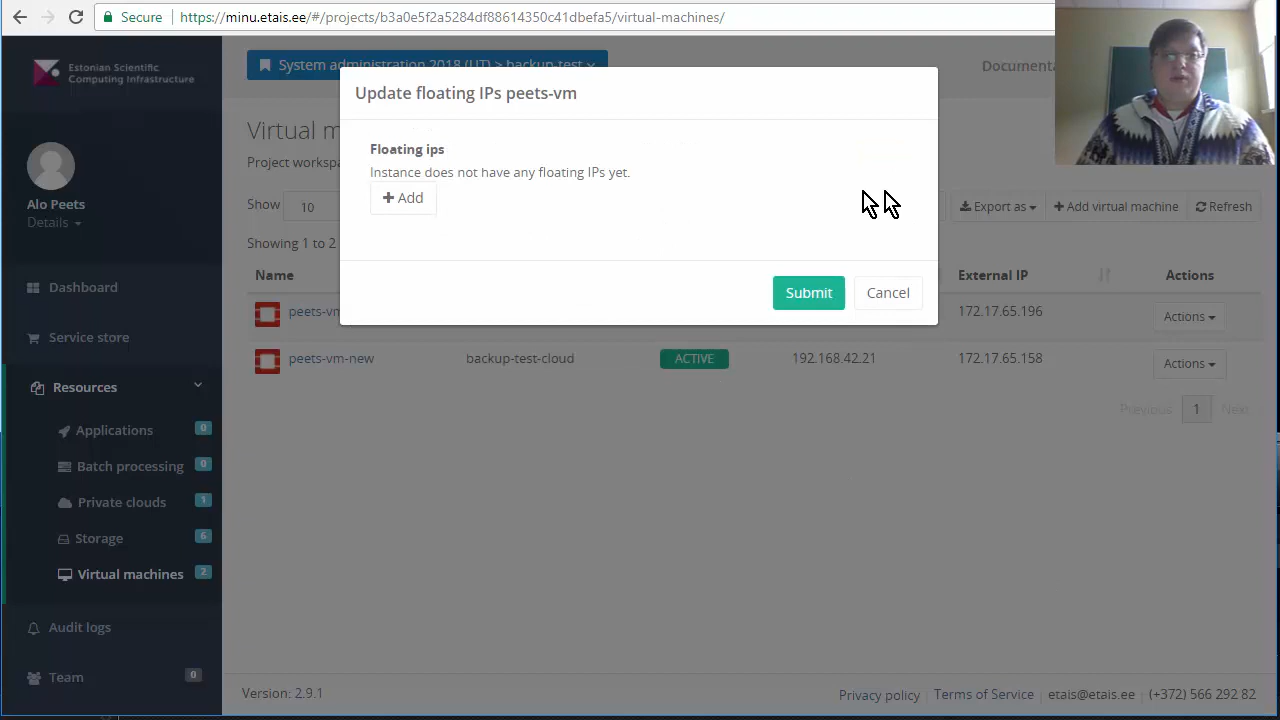 Secure
https://minu.etais.ee/#/projects/b3a0e5f2a5284df88614350c41dbefa5/virtual-machines/
Estonian Scientific
Computing Infrastructure
System administration 2018 (UT) > backup-test
Update floating IPs peets-vm
Floating ips
Instance does not have any floating IPs yet.
+ Add
Submit
Cancel
Alo Peets
Details
Show 10
Export as
+ Add virtual machine
Refresh
Showing 1 to 2
Name
External IP
Actions
172.17.65.196
Actions
peets-vm-new
backup-test-cloud
ACTIVE
192.168.42.21
172.17.65.158
Actions
Previous
1
Next
Dashboard
Service store
Resources
Applications 0
Batch processing 0
Private clouds 1
Storage 6
Virtual machines 2
Audit logs
Team 0
Version: 2.9.1
Privacy policy
Terms of Service
etais@etais.ee
(+372) 566 292 82